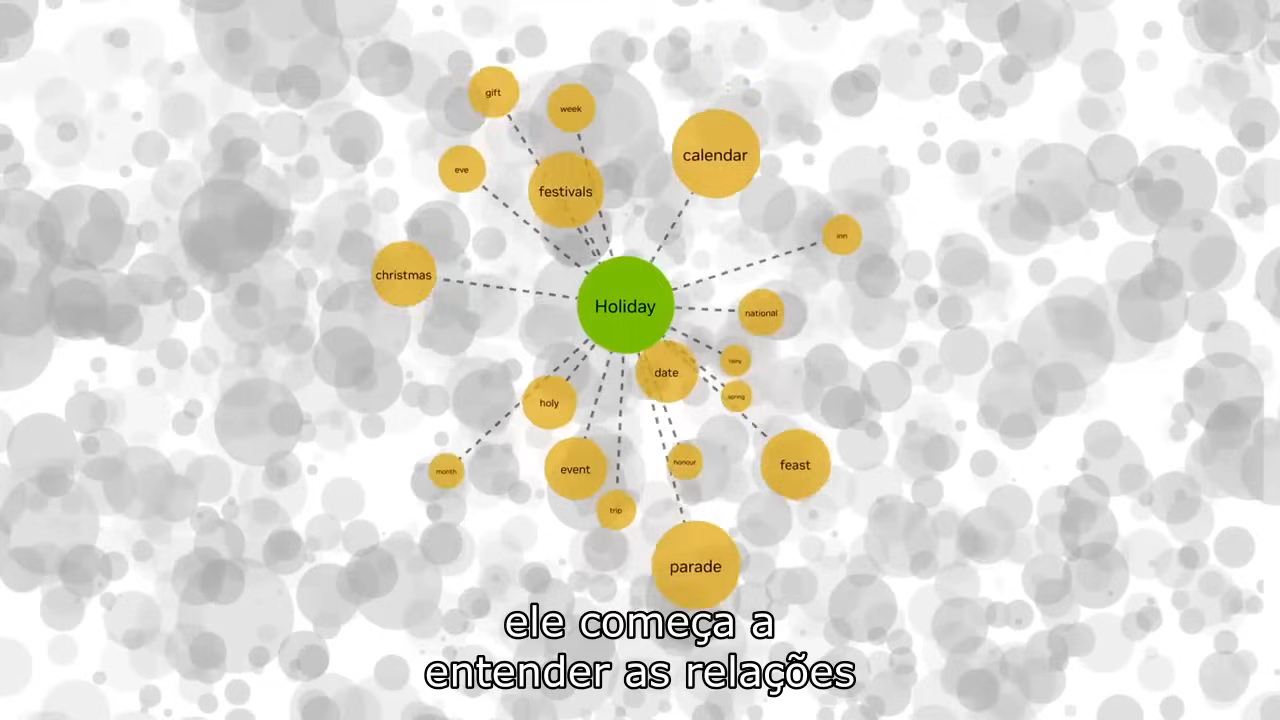 gift
week
calendar
eve
festivals
inn
christmas
Holiday
national
date
holy
spring
event
honour
feast
month
trip
parade
ele começa a
entender as relações